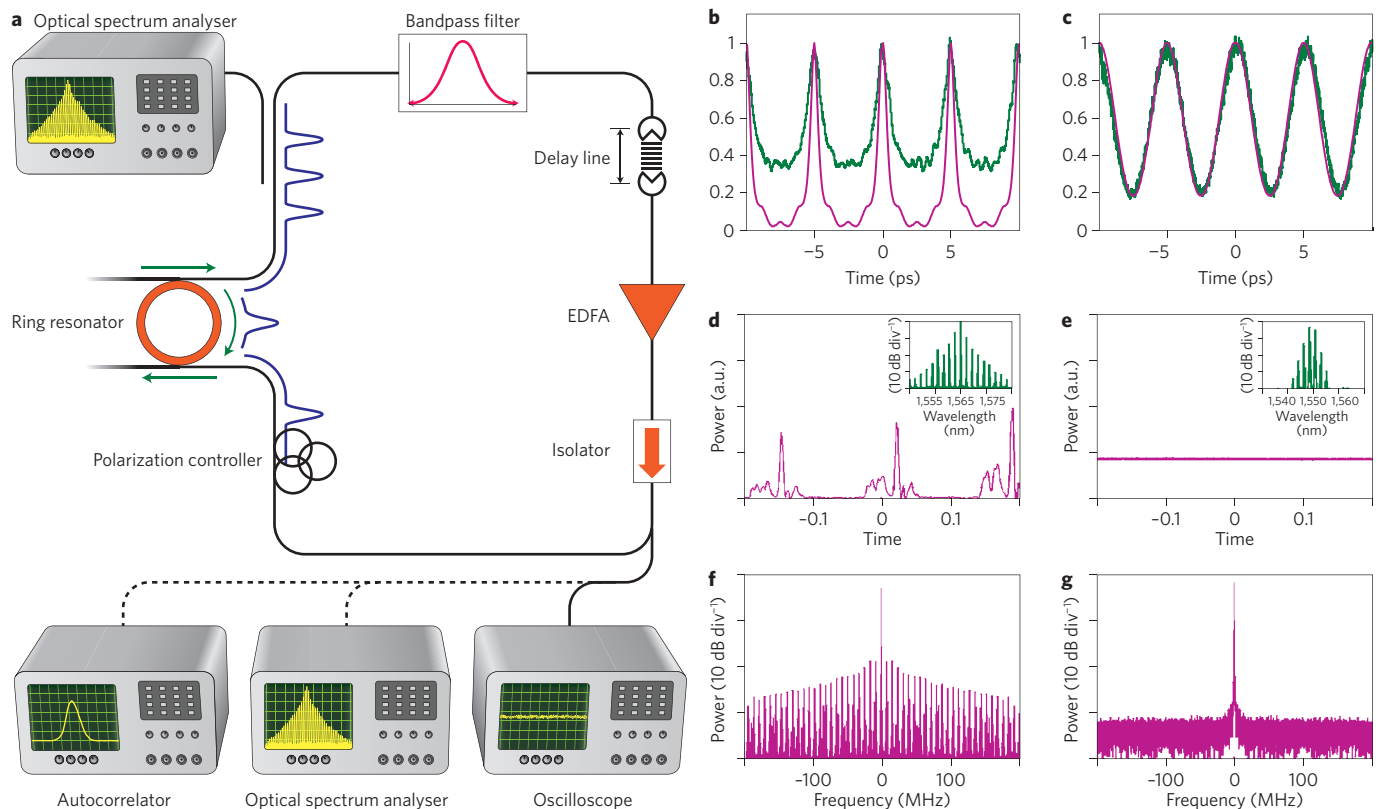 a
Optical spectrum analyser
Bandpass filter
Delay line
Ring resonator
EDFA
Polarization controller
Isolator
Autocorrelator
Optical spectrum analyser
Oscilloscope
b
1
0.8
0.6
0.4
0.2
0
−5
0
5
Time (ps)
c
1
0.8
0.6
0.4
0.2
0
−5
0
5
Time (ps)
d
Power (a.u.)
(10 dB div⁻¹)
1,555
1,565
1,575
Wavelength
(nm)
−0.1
0
0.1
Time
e
Power (a.u.)
(10 dB div⁻¹)
1,540
1,550
1,560
Wavelength
(nm)
−0.1
0
0.1
Time
f
Power (10 dB div⁻¹)
−100
0
100
Frequency (MHz)
g
Power (10 dB div⁻¹)
−100
0
100
Frequency (MHz)